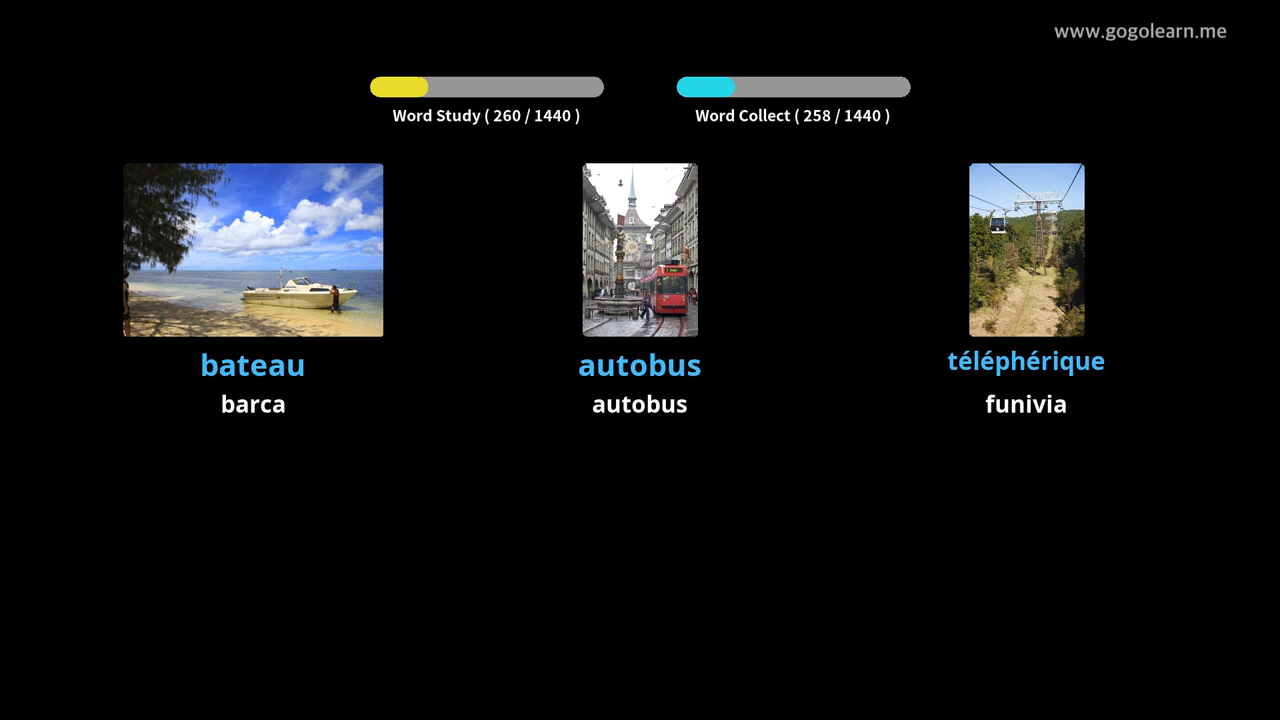 www.gogolearn.me
Word Study ( 260 / 1440 )
Word Collect ( 258 / 1440 )
bateau
autobus
téléphérique
barca
autobus
funivia